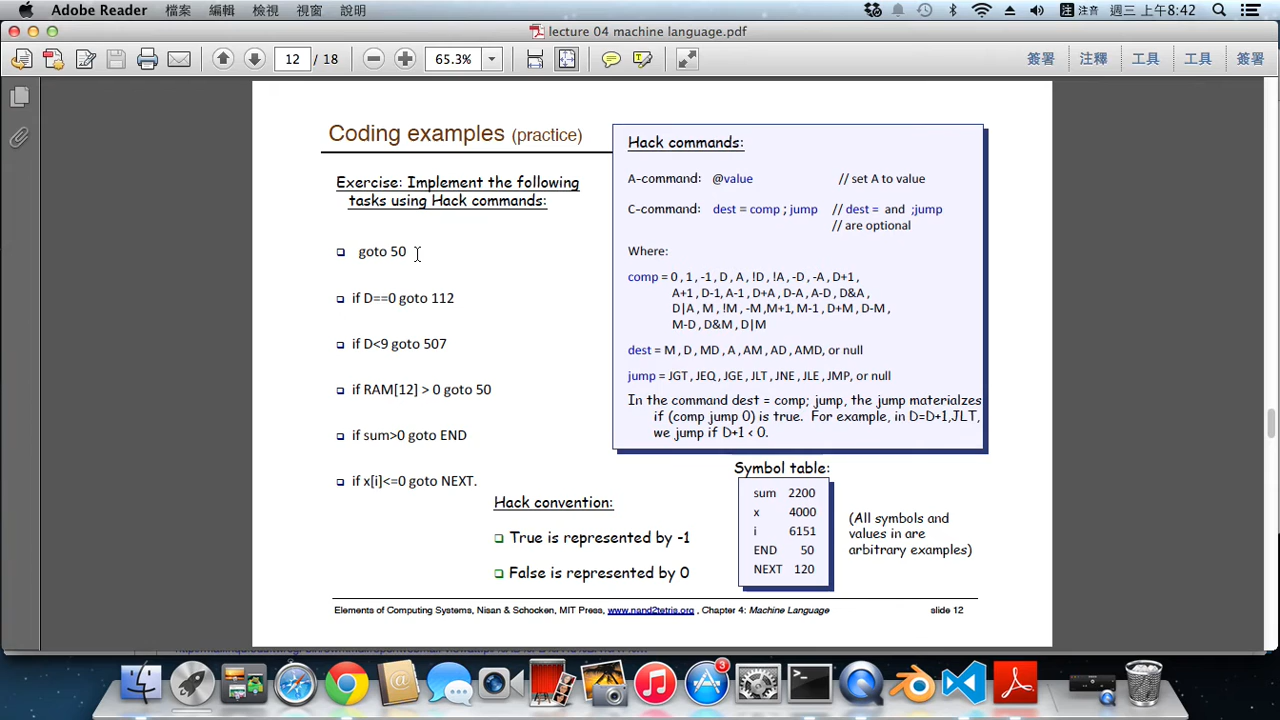 Adobe Reader 檔案 編輯 檢視 視窗 說明 注 注音 週三 上午8:42
lecture 04 machine language.pdf
12 / 18 65.3% 簽署 注釋 工具 工具 簽署
Coding examples (practice)
Exercise: Implement the following
tasks using Hack commands:
goto 50
if D==0 goto 112
if D<9 goto 507
if RAM[12] > 0 goto 50
if sum>0 goto END
if x[i]<=0 goto NEXT.
Hack commands:
A-command: @value // set A to value
C-command: dest = comp ; jump // dest = and ;jump
// are optional
Where:
comp = 0 , 1 , -1 , D , A , !D , !A , -D , -A , D+1 ,
A+1 , D-1, A-1 , D+A , D-A , A-D , D&A ,
D|A , M , !M , -M ,M+1, M-1 , D+M , D-M ,
M-D , D&M , D|M
dest = M , D , MD , A , AM , AD , AMD, or null
jump = JGT , JEQ , JGE , JLT , JNE , JLE , JMP, or null
In the command dest = comp; jump, the jump materialzes
if (comp jump 0) is true. For example, in D=D+1,JLT,
we jump if D+1 < 0.
Hack convention:
True is represented by -1
False is represented by 0
Symbol table:
sum 2200
x 4000
i 6151
END 50
NEXT 120
(All symbols and
values in are
arbitrary examples)
Elements of Computing Systems, Nisan & Schocken, MIT Press, www.nand2tetris.org , Chapter 4: Machine Language slide 12
3